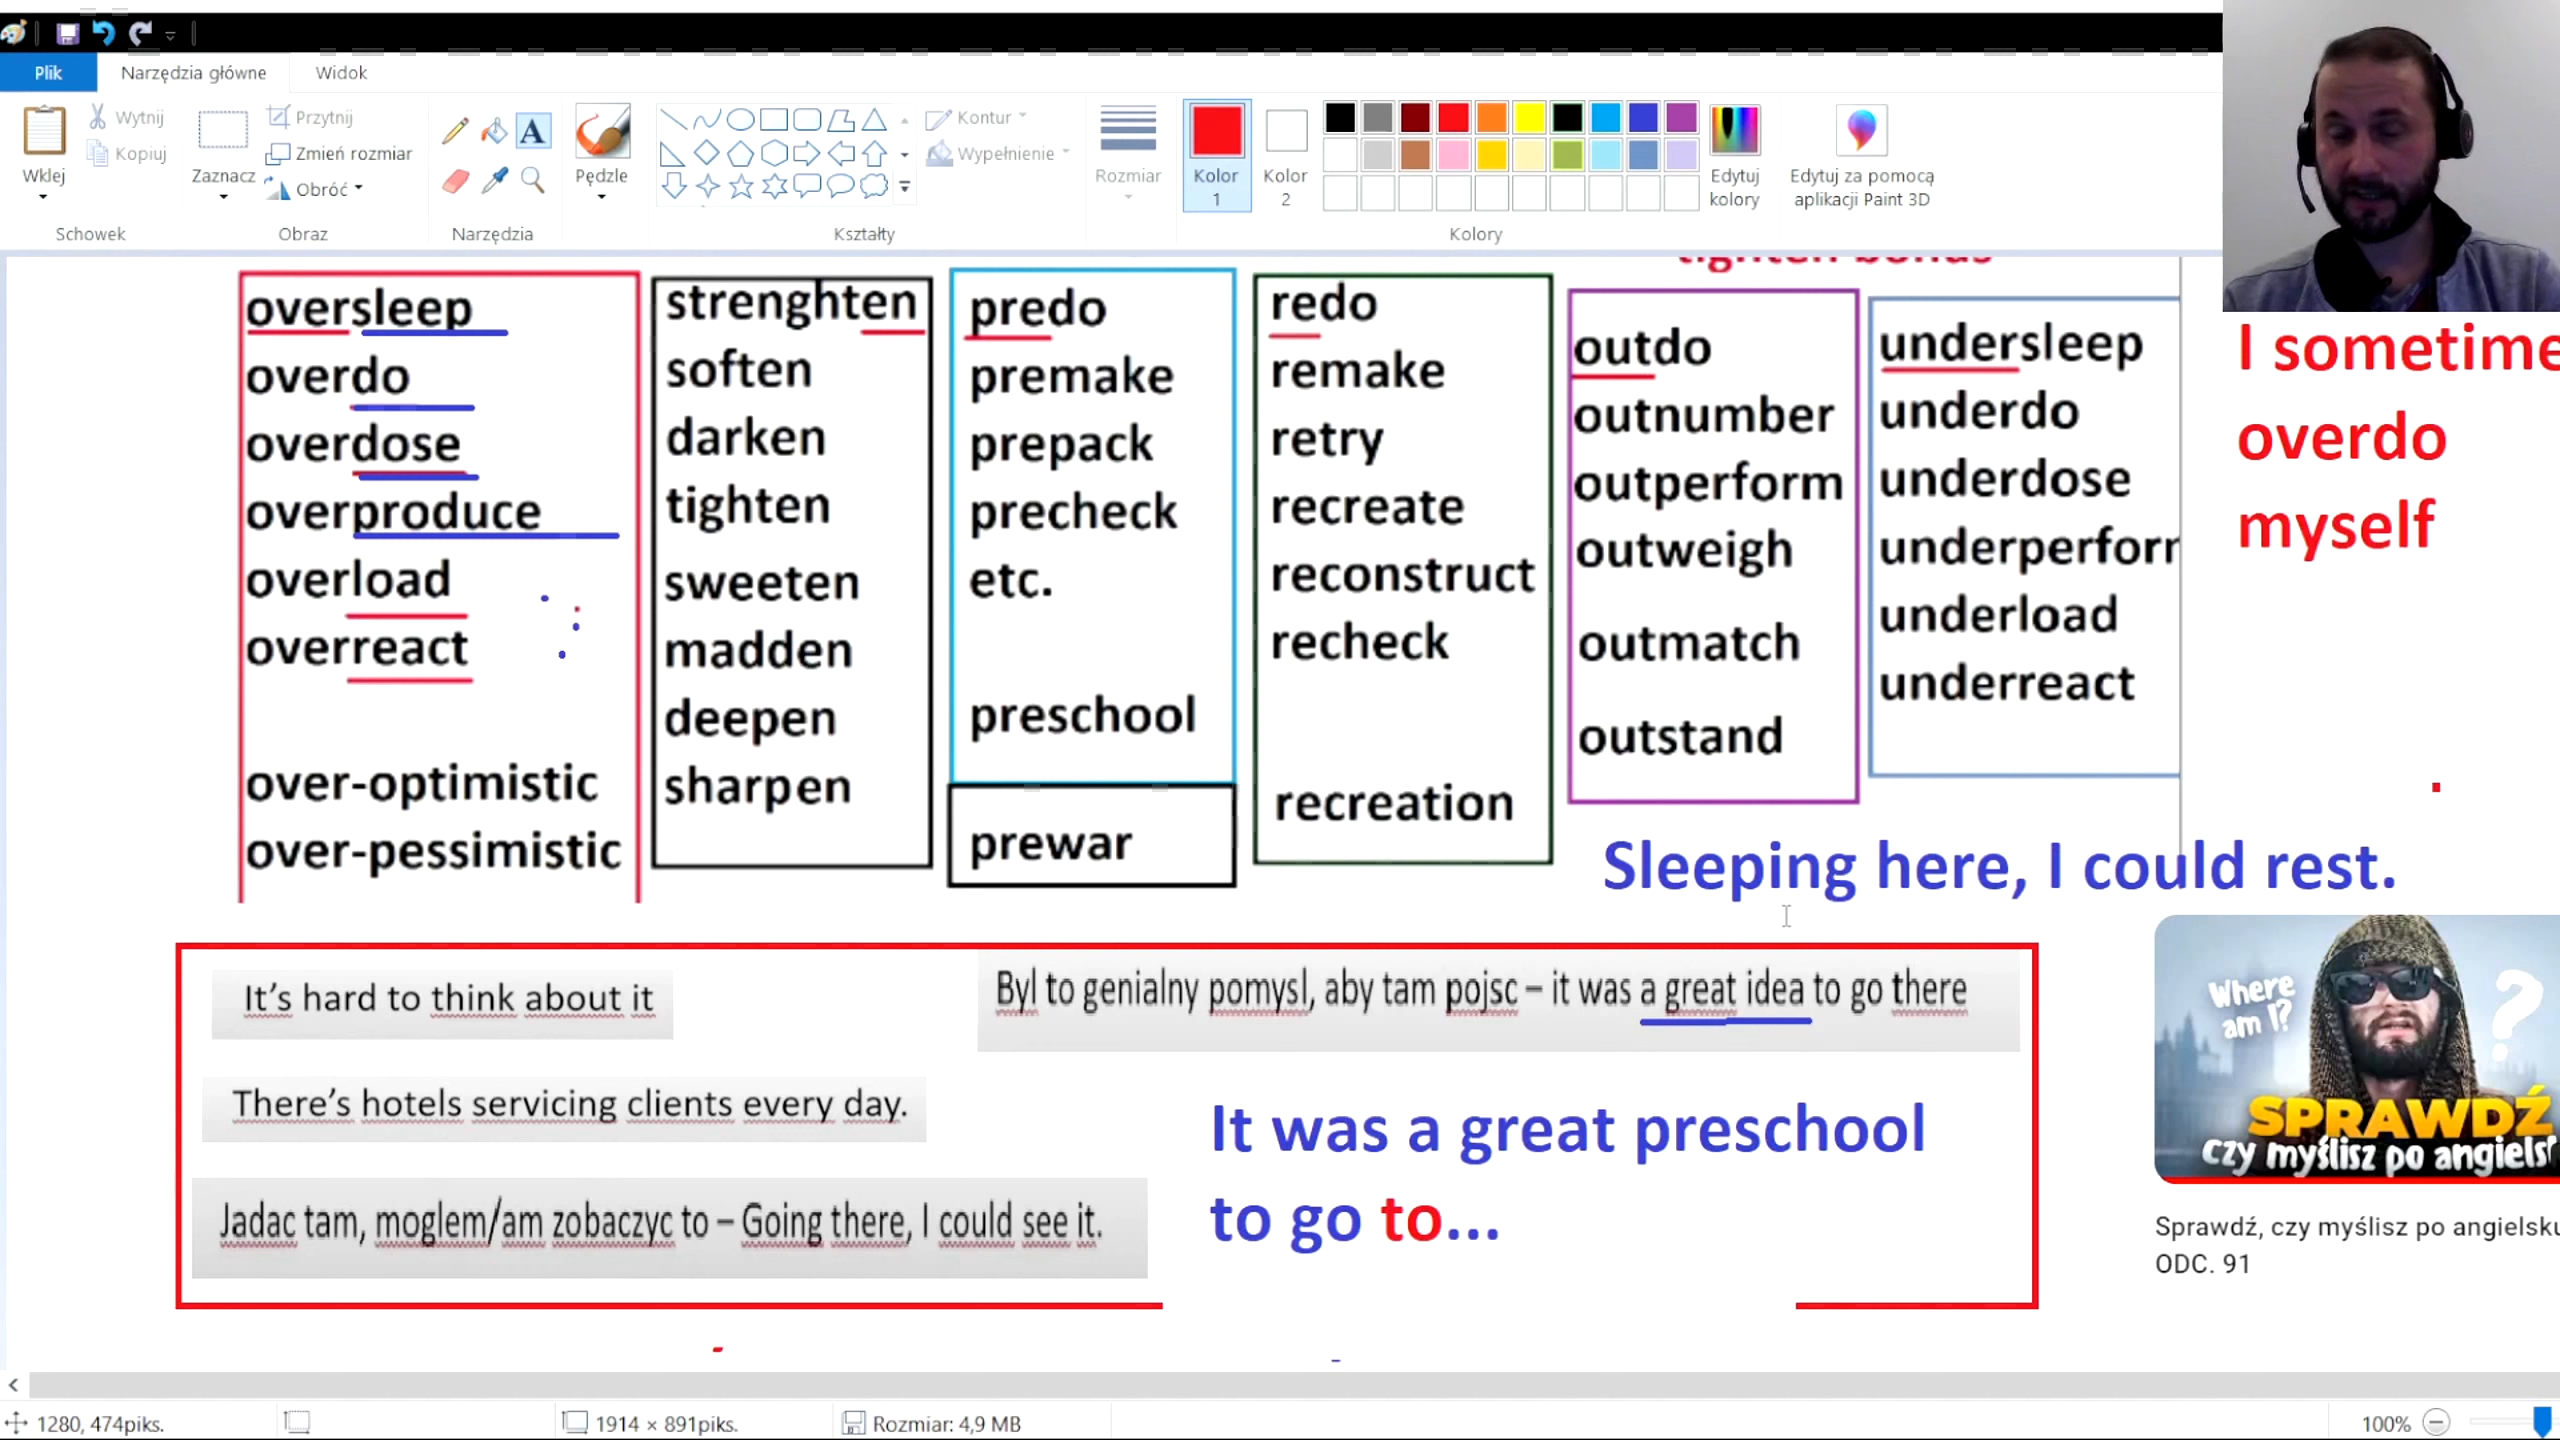 Plik
Narzędzia główne
Widok
Wklej
Wytnij
Kopiuj
Schowek
Zaznacz
Przytnij
Zmień rozmiar
Obróć
Obraz
Narzędzia
Pędzle
Kształty
Kontur
Wypełnienie
Rozmiar
Kolor
1
Kolor
2
Edytuj
kolory
Kolory
Edytuj za pomocą
aplikacji Paint 3D
tighten bonds
oversleep
overdo
overdose
overproduce
overload
overreact
over-optimistic
over-pessimistic
strenghten
soften
darken
tighten
sweeten
madden
deepen
sharpen
predo
premake
prepack
precheck
etc.
preschool
prewar
redo
remake
retry
recreate
reconstruct
recheck
recreation
outdo
outnumber
outperform
outweigh
outmatch
outstand
undersleep
underdo
underdose
underperfor
underload
underreact
I sometime
overdo
myself
Sleeping here, I could rest.
It's hard to think about it
Byl to genialny pomysl, aby tam pojsc – it was a great idea to go there
There's hotels servicing clients every day.
Jadac tam, moglem/am zobaczyc to – Going there, I could see it.
It was a great preschool
to go to...
Where
am I?
?
SPRAWDŹ
czy myślisz po angiels
Sprawdź, czy myślisz po angielsku
ODC. 91
1280, 474piks.
1914 × 891piks.
Rozmiar: 4,9 MB
100%